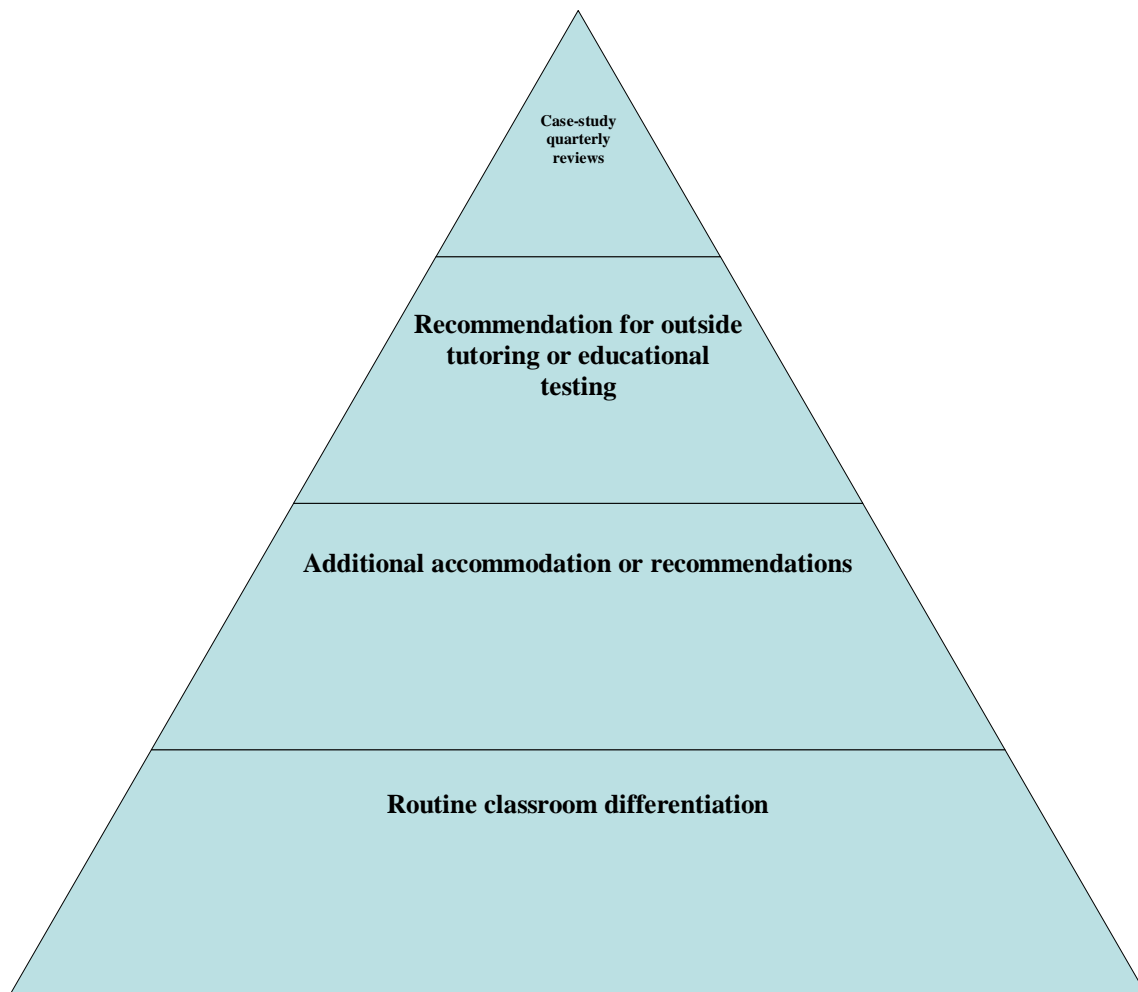 Case-study
quarterly
reviews
Recommendation for outside
tutoring or educational
testing
Additional accommodation or recommendations
Routine classroom differentiation